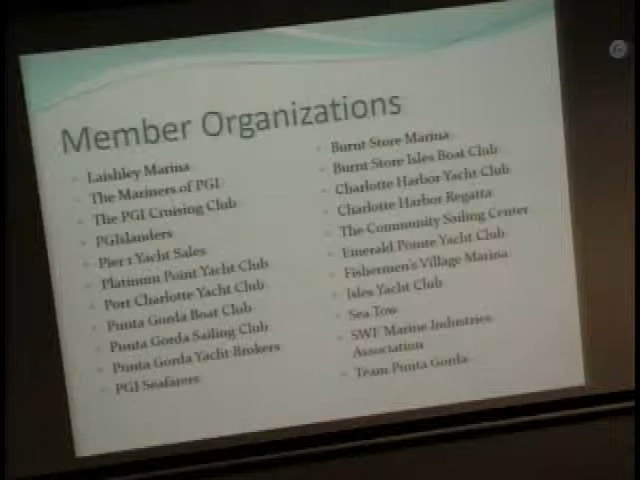 Member Organizations
Laishley Marina
The Mariners of PGI
The PGI Cruising Club
PGIslanders
Pier 1 Yacht Sales
Platinum Point Yacht Club
Port Charlotte Yacht Club
Punta Gorda Boat Club
Punta Gorda Sailing Club
Punta Gorda Yacht Brokers
PGI Seafarers
Burnt Store Marina
Burnt Store Isles Boat Club
Charlotte Harbor Yacht Club
Charlotte Harbor Regatta
The Community Sailing Center
Emerald Pointe Yacht Club
Fishermen's Village Marina
Isles Yacht Club
Sea Tow
SWF Marine Industries
Association
Team Punta Gorda